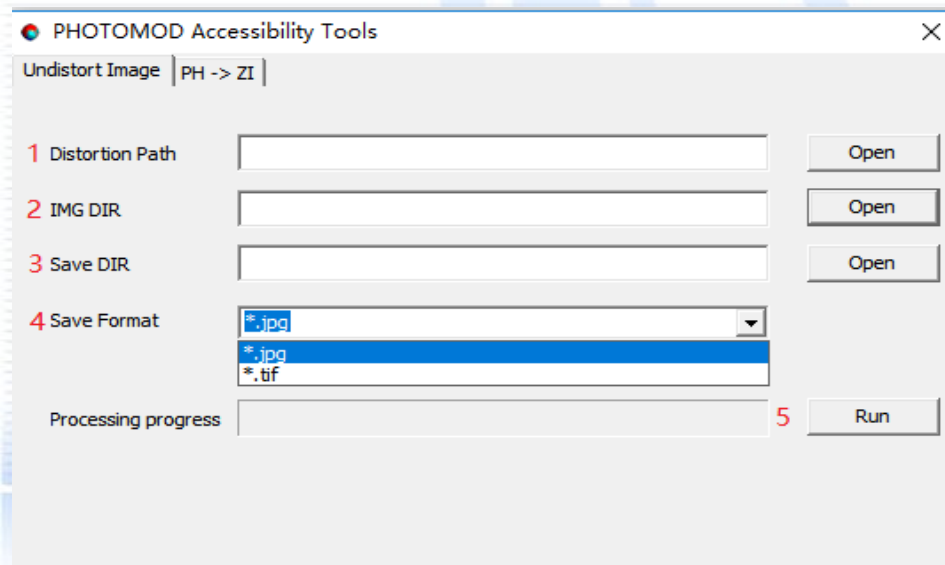 PHOTOMOD Accessibility Tools
Undistort Image PH -> ZI
1 Distortion Path Open
2 IMG DIR Open
3 Save DIR Open
4 Save Format *.jpg
*.jpg
*.tif
Processing progress 5 Run